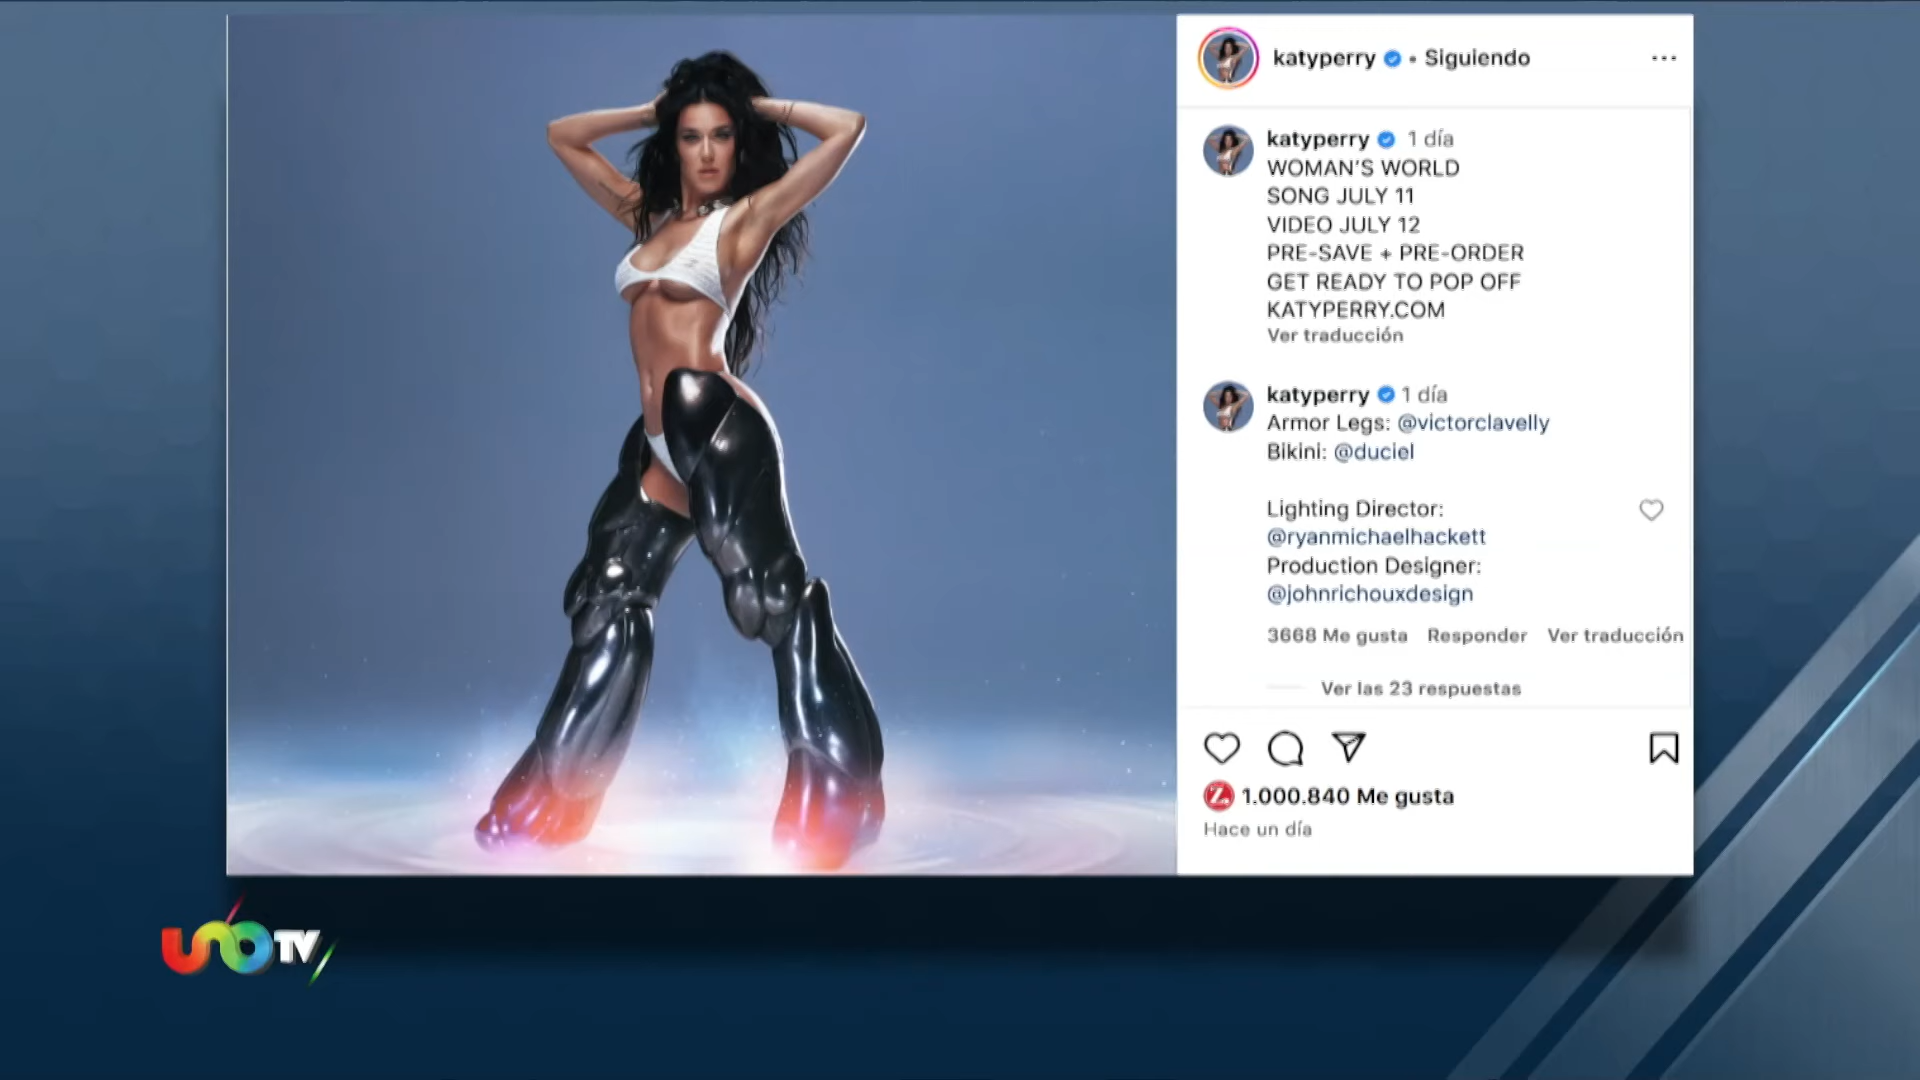 katyperry • Siguiendo
katyperry 1 día
WOMAN'S WORLD
SONG JULY 11
VIDEO JULY 12
PRE-SAVE + PRE-ORDER
GET READY TO POP OFF
KATYPERRY.COM
Ver traducción
katyperry 1 día
Armor Legs: @victorclavelly
Bikini: @duciel
Lighting Director:
@ryanmichaelhackett
Production Designer:
@johnrichouxdesign
3668 Me gusta Responder Ver traducción
Ver las 23 respuestas
Z
1.000.840 Me gusta
Hace un día
UNO TV